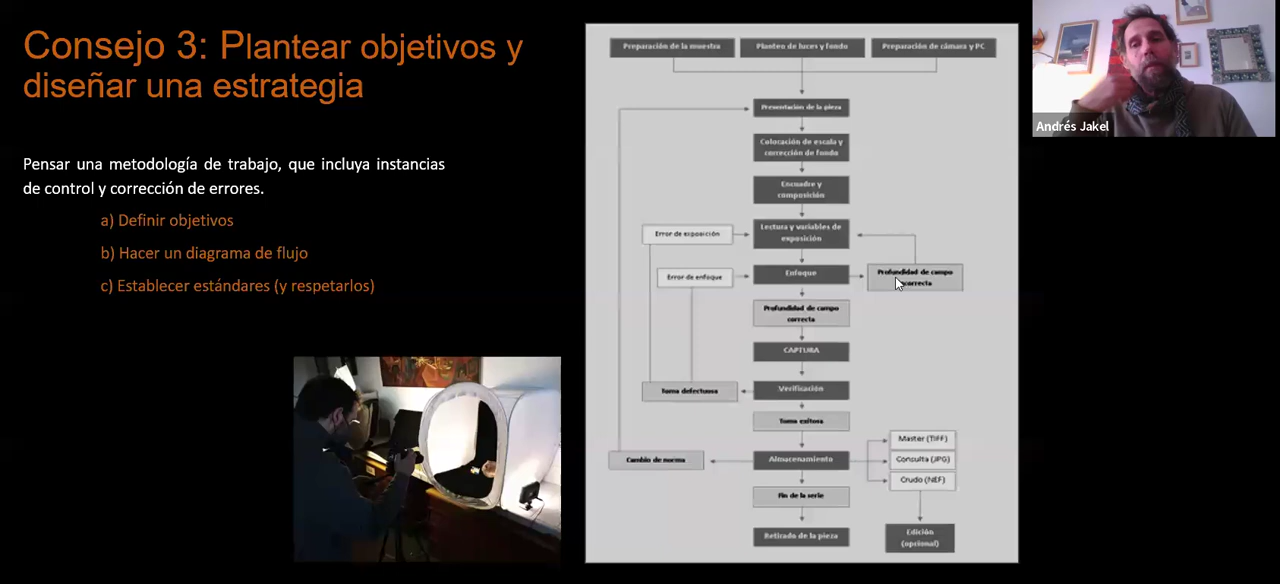 Consejo 3: Plantear objetivos y
diseñar una estrategia
Pensar una metodología de trabajo, que incluya instancias
de control y corrección de errores.
a) Definir objetivos
b) Hacer un diagrama de flujo
c) Establecer estándares (y respetarlos)
Preparación de la muestra
Planteo de luces y fondo
Preparación de cámara y PC
Presentación de la pieza
Colocación de escala y
corrección de fondo
Encuadre y
composición
Error de exposición
Lectura y variables de
exposición
Error de enfoque
Enfoque
Profundidad de campo
correcta
Profundidad de campo
CAPTURA
Toma defectuosa
Verificación
Toma exitosa
Cambio de norma
Almacenamiento
Master (TIFF)
Consulta (JPG)
Crudo (NEF)
Fin de la serie
Retirado de la pieza
Edición
(opcional)
Andrés Jakel